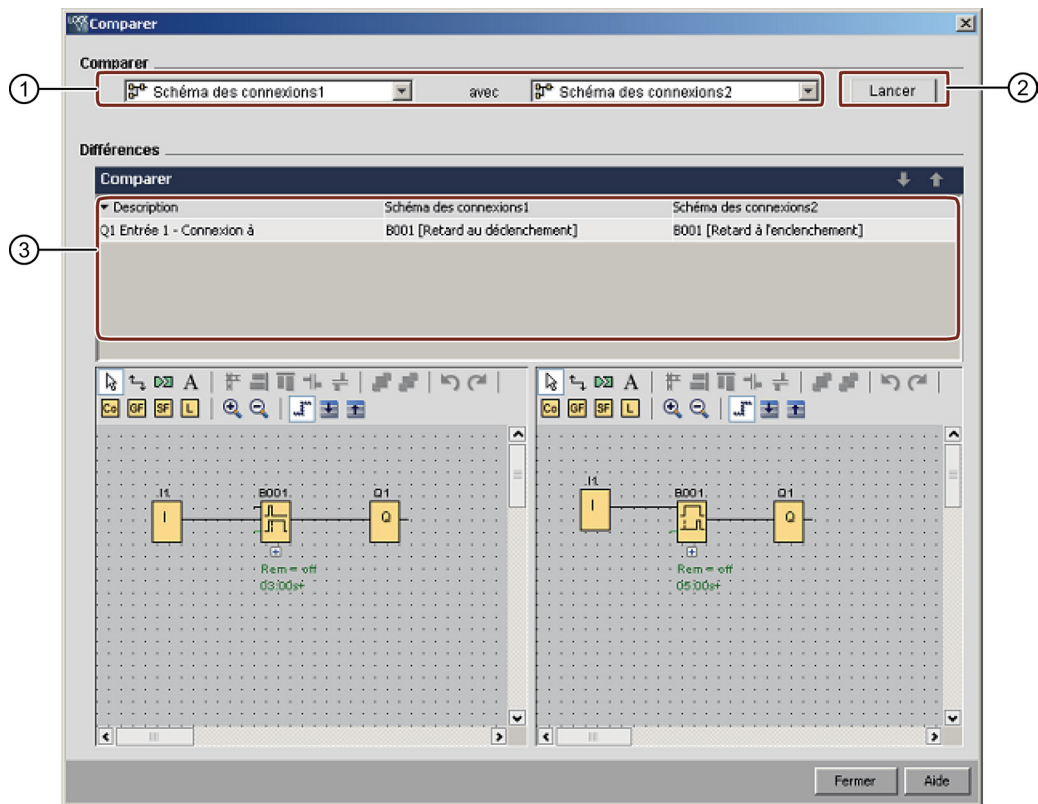 Comparer
Comparer
1
Schéma des connexions1
avec
Schéma des connexions2
Lancer
2
Différences
Comparer
Description
Schéma des connexions1
Schéma des connexions2
Q1 Entrée 1 - Connexion à
B001 [Retard au déclenchement]
B001 [Retard à l'enclenchement]
3
A
Co GF SF L
A
Co GF SF L
I1
B001
Q1
I
Q
Rem = off
03:00s+
I1
B001
Q1
I
Q
Rem = off
05:00s+
Fermer
Aide